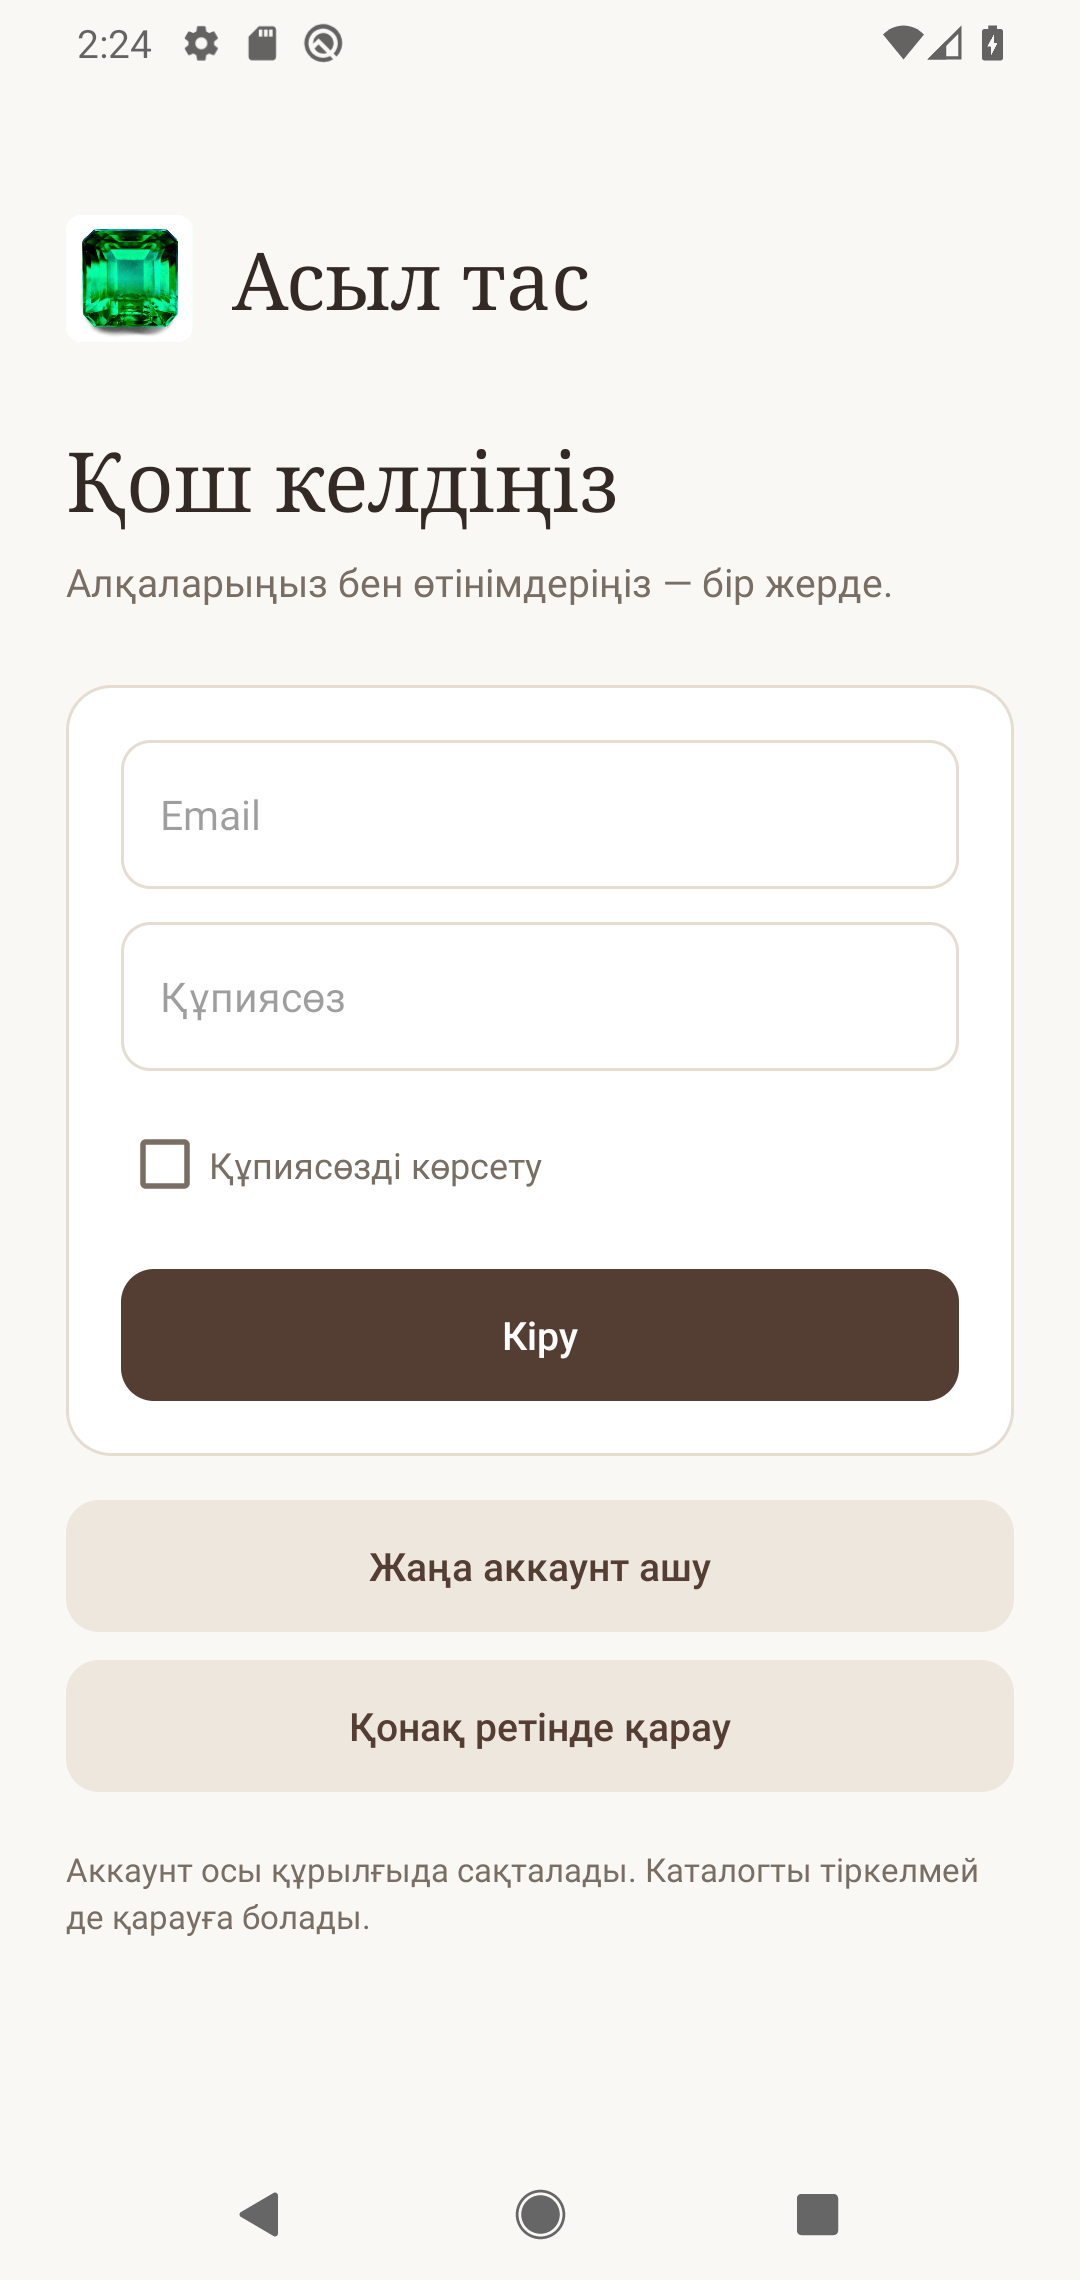 2:24
Асыл тас
Қош келдіңіз
Алқаларыңыз бен өтінімдеріңіз — бір жерде.
Email
Құпиясөз
Құпиясөзді көрсету
Кіру
Жаңа аккаунт ашу
Қонақ ретінде қарау
Аккаунт осы құрылғыда сақталады. Каталогты тіркелмей
де қарауға болады.